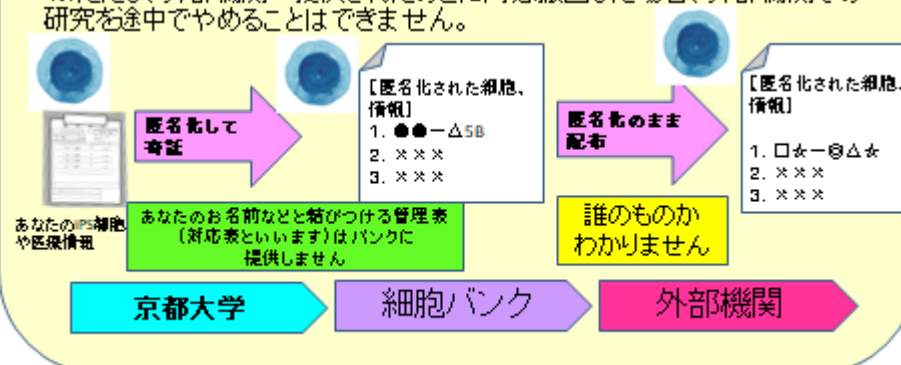 研究を途中でやめることはできません。
匿名化して
寄託
[匿名化された細胞、
情報]
1. ●●ー△5B
2. ×××
3. ×××
匿名化のまま
配布
[匿名化された細胞、
情報]
1. □☆ー◎△☆
2. ×××
3. ×××
あなたのiPS細胞
や医療情報
あなたのお名前などと結びつける管理表
(対応表といいます)はバンクに
提供しません
誰のものか
わかりません
京都大学
細胞バンク
外部機関